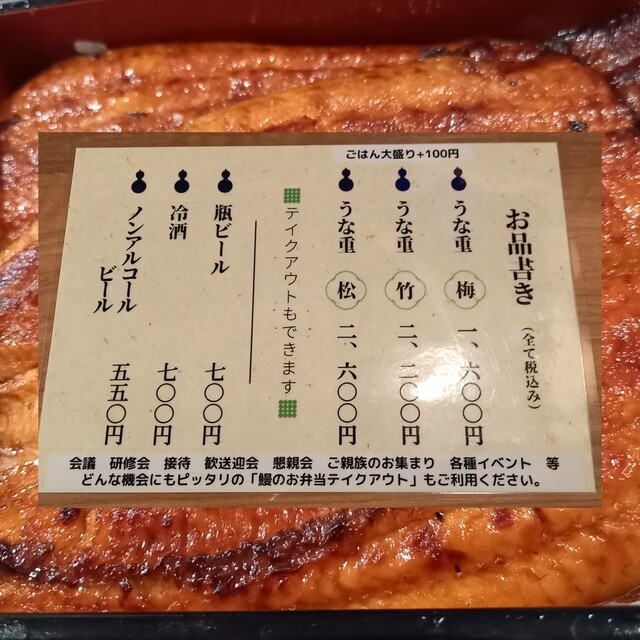 ごはん大盛り+100円
お品書き（全て税込み）
うな重 梅 一、六〇〇円
うな重 竹 二、二〇〇円
うな重 松 二、六〇〇円
テイクアウトもできます
瓶ビール 七〇〇円
冷酒 七〇〇円
ノンアルコール
ビール 五五〇円
会議 研修会 接待 歓送迎会 懇親会 ご親族のお集まり 各種イベント 等
どんな機会にもピッタリの「鰻のお弁当テイクアウト」もご利用ください。